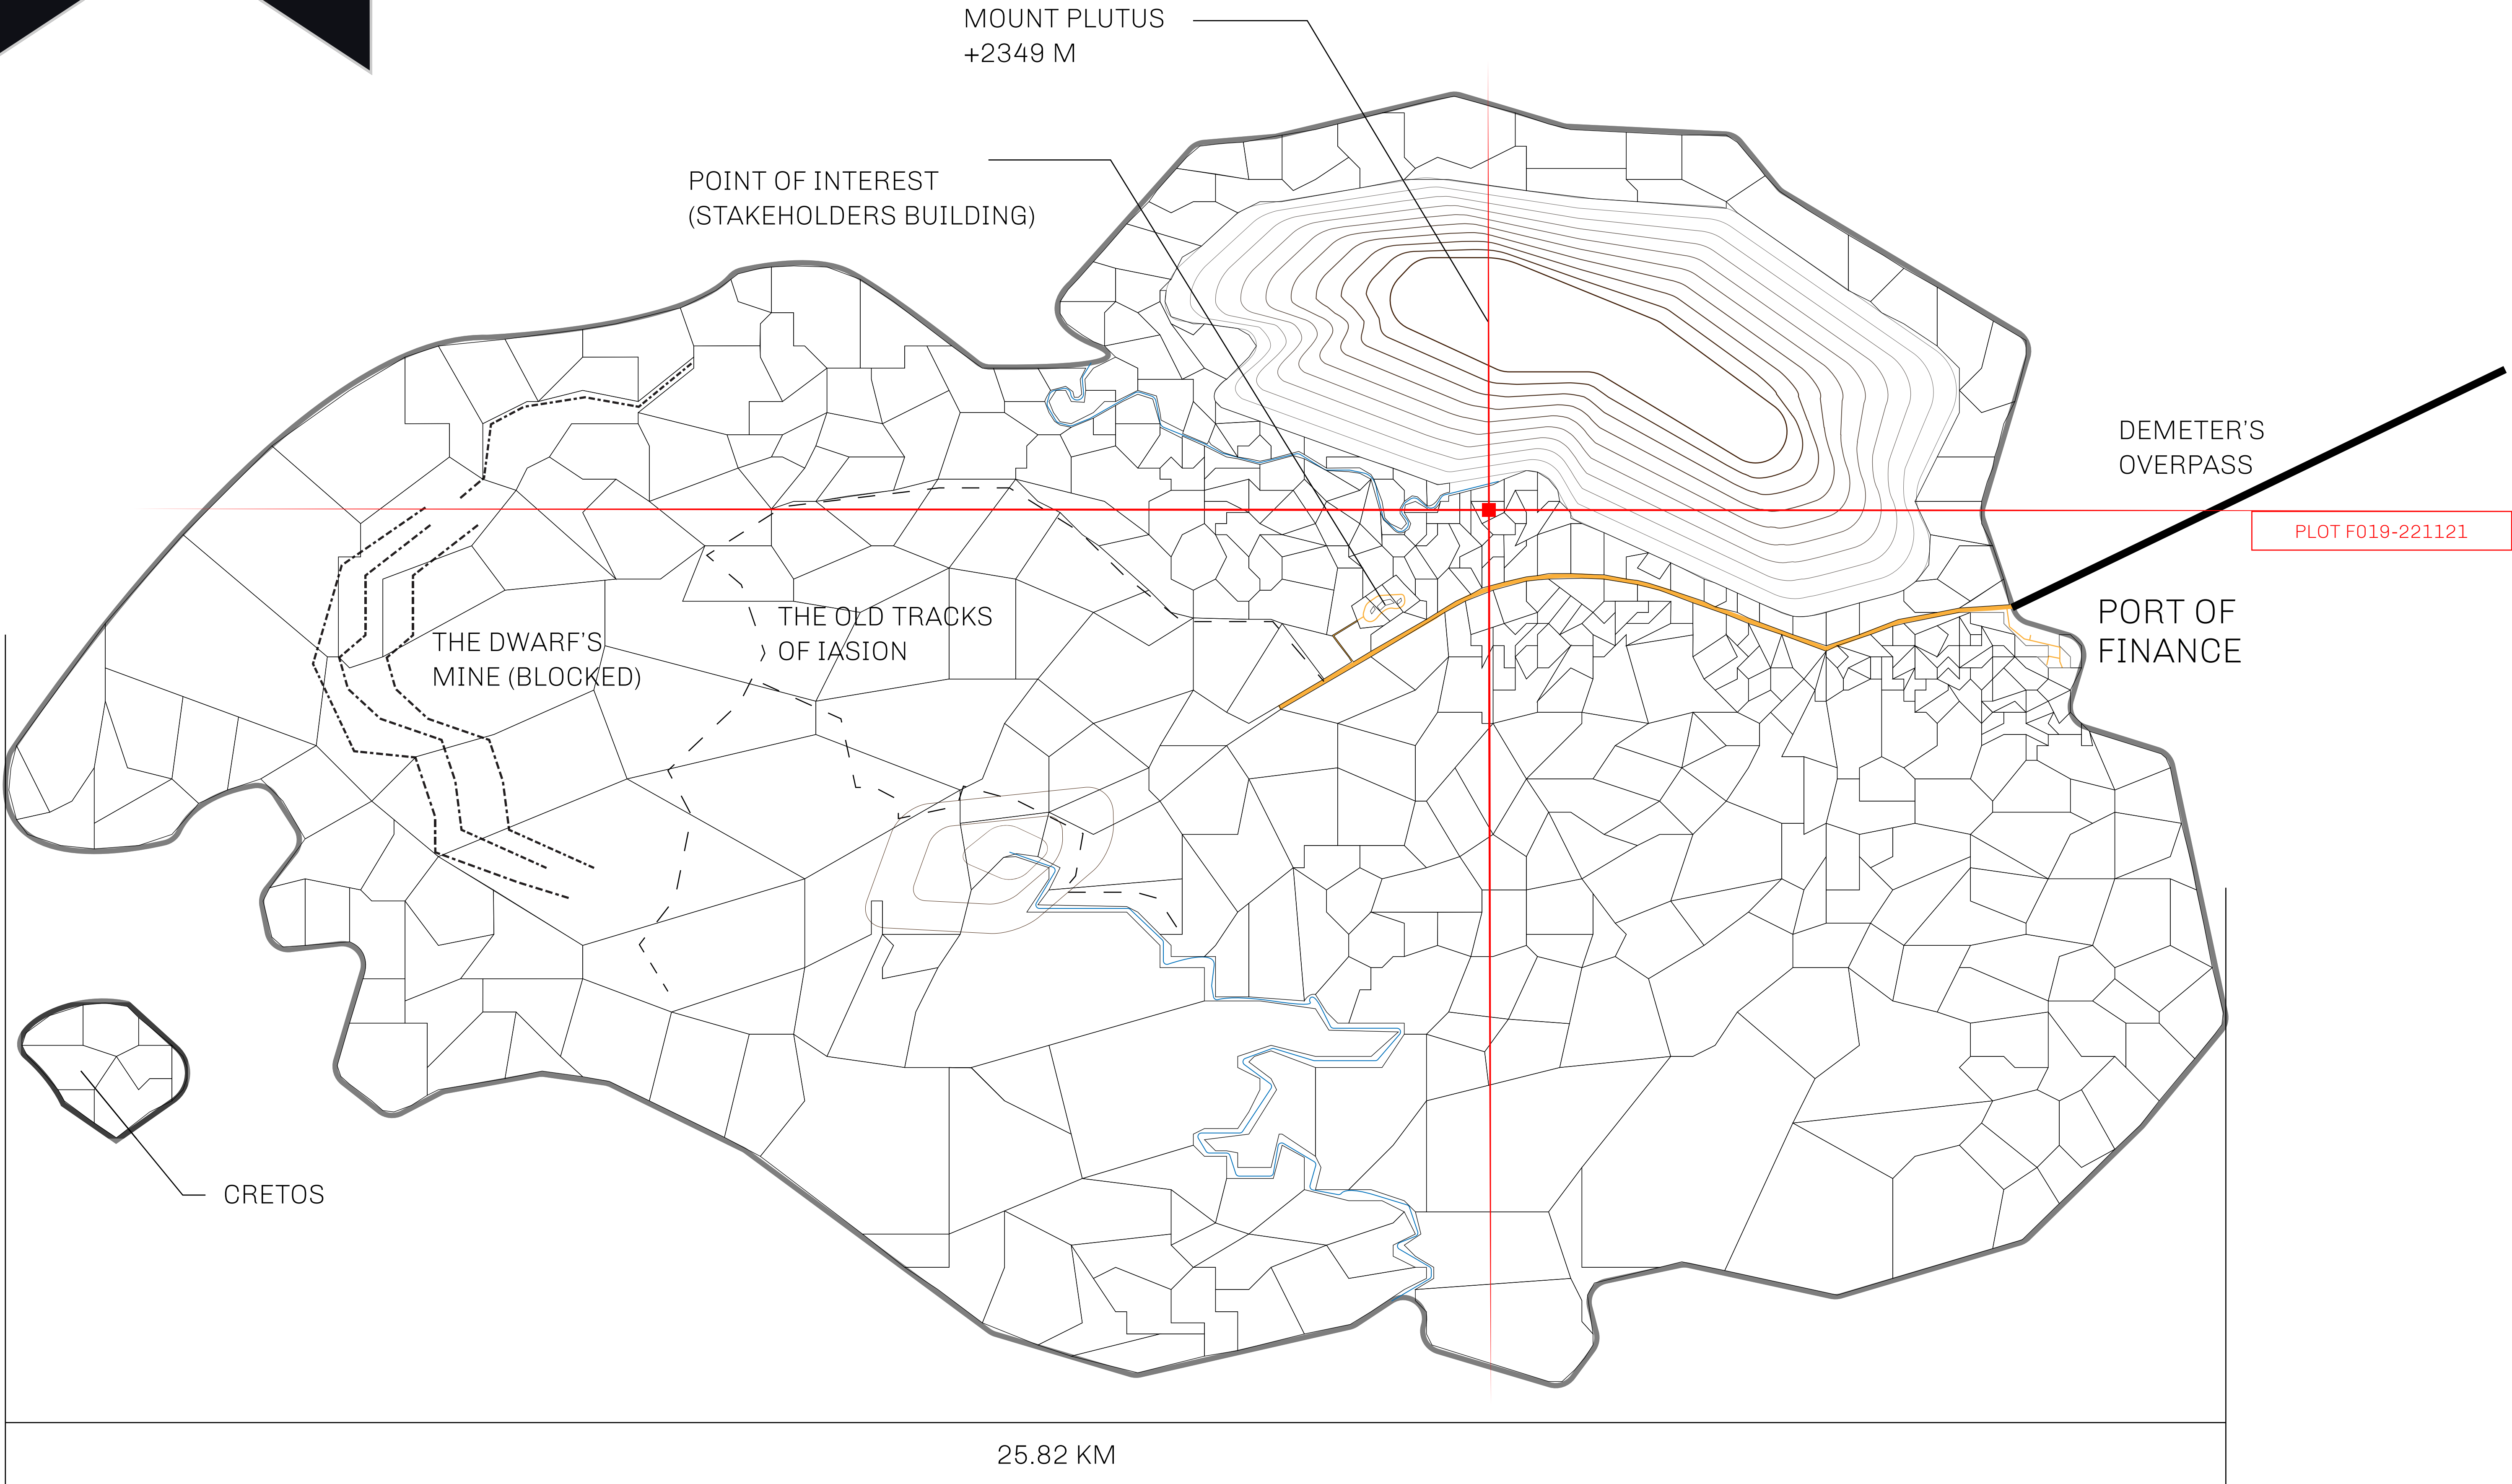 MOUNT PLUTUS
+2349 M
POINT OF INTEREST
(STAKEHOLDERS BUILDING)
DEMETER'S
OVERPASS
PLOT F019-221121
PORT OF
FINANCE
THE OLD TRACKS
OF IASION
THE DWARF'S
MINE (BLOCKED)
CRETOS
25.82 KM